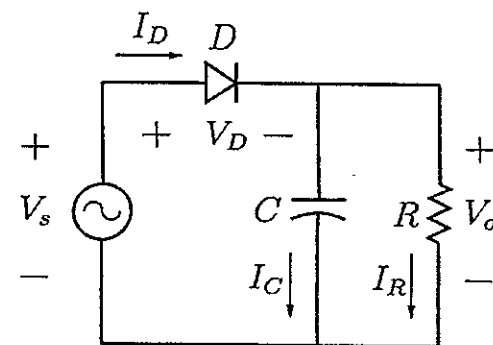 I_D D
+ V_D −
+ +
V_s C R V_o
− I_C I_R −